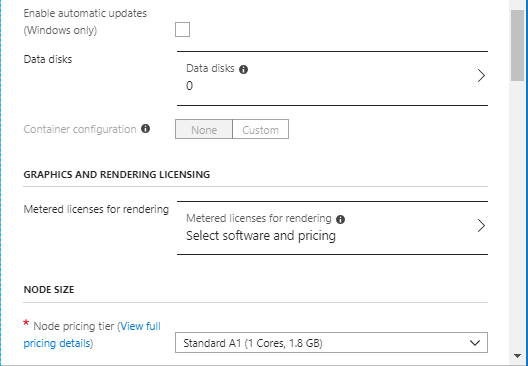 Enable automatic updates
(Windows only)
Data disks
Data disks
0
Container configuration
None
Custom
GRAPHICS AND RENDERING LICENSING
Metered licenses for rendering
Metered licenses for rendering
Select software and pricing
NODE SIZE
* Node pricing tier (View full
pricing details)
Standard A1 (1 Cores, 1.8 GB)